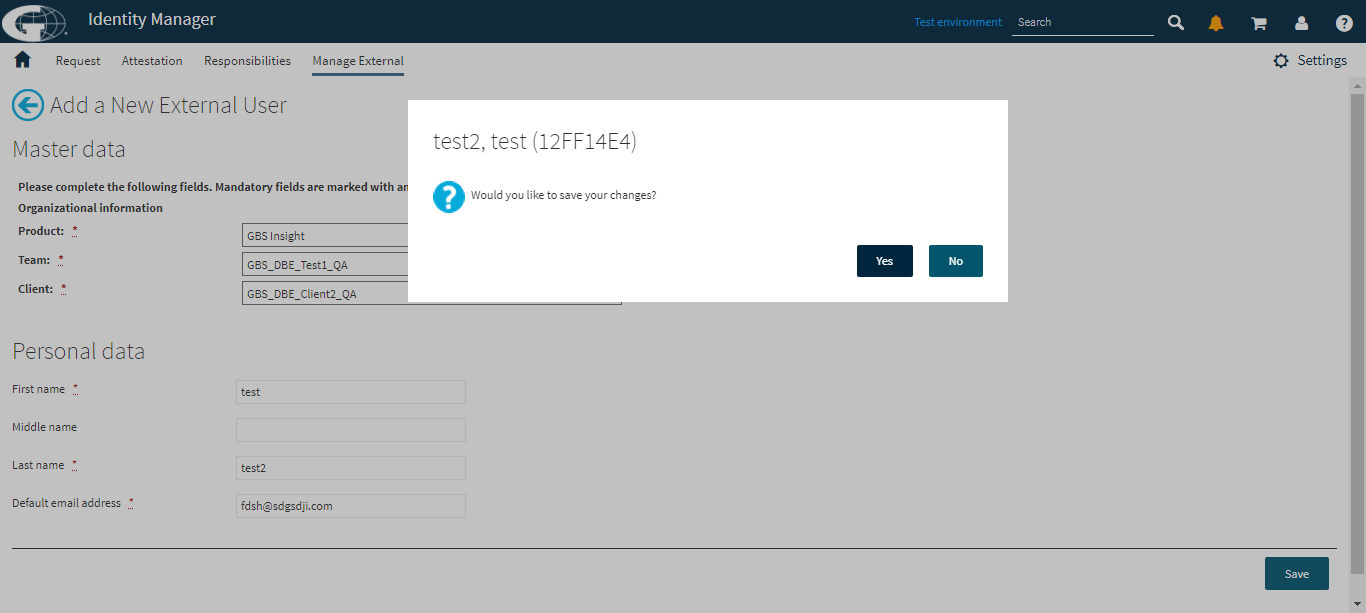 Identity Manager
Test environment
Search
Request
Attestation
Responsibilities
Manage External
Settings
Add a New External User
Master data
Please complete the following fields. Mandatory fields are marked with an
Organizational information
Product: *
GBS Insight
Team: *
GBS_DBE_Test1_QA
Client: *
GBS_DBE_Client2_QA
test2, test (12FF14E4)
Would you like to save your changes?
Yes
No
Personal data
First name *
test
Middle name
Last name *
test2
Default email address *
fdsh@sdgsdji.com
Save